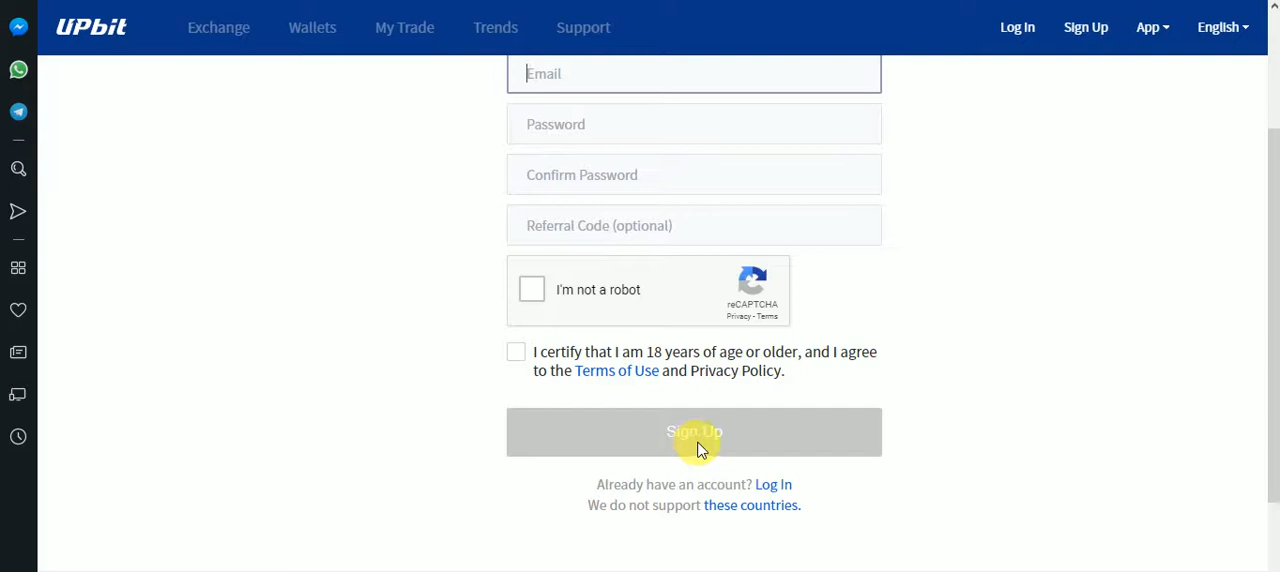 UPbit Exchange Wallets My Trade Trends Support Log In Sign Up App English
Email
Password
Confirm Password
Referral Code (optional)
I'm not a robot
reCAPTCHA
Privacy - Terms
I certify that I am 18 years of age or older, and I agree
to the Terms of Use and Privacy Policy.
Sign Up
Already have an account? Log In
We do not support these countries.